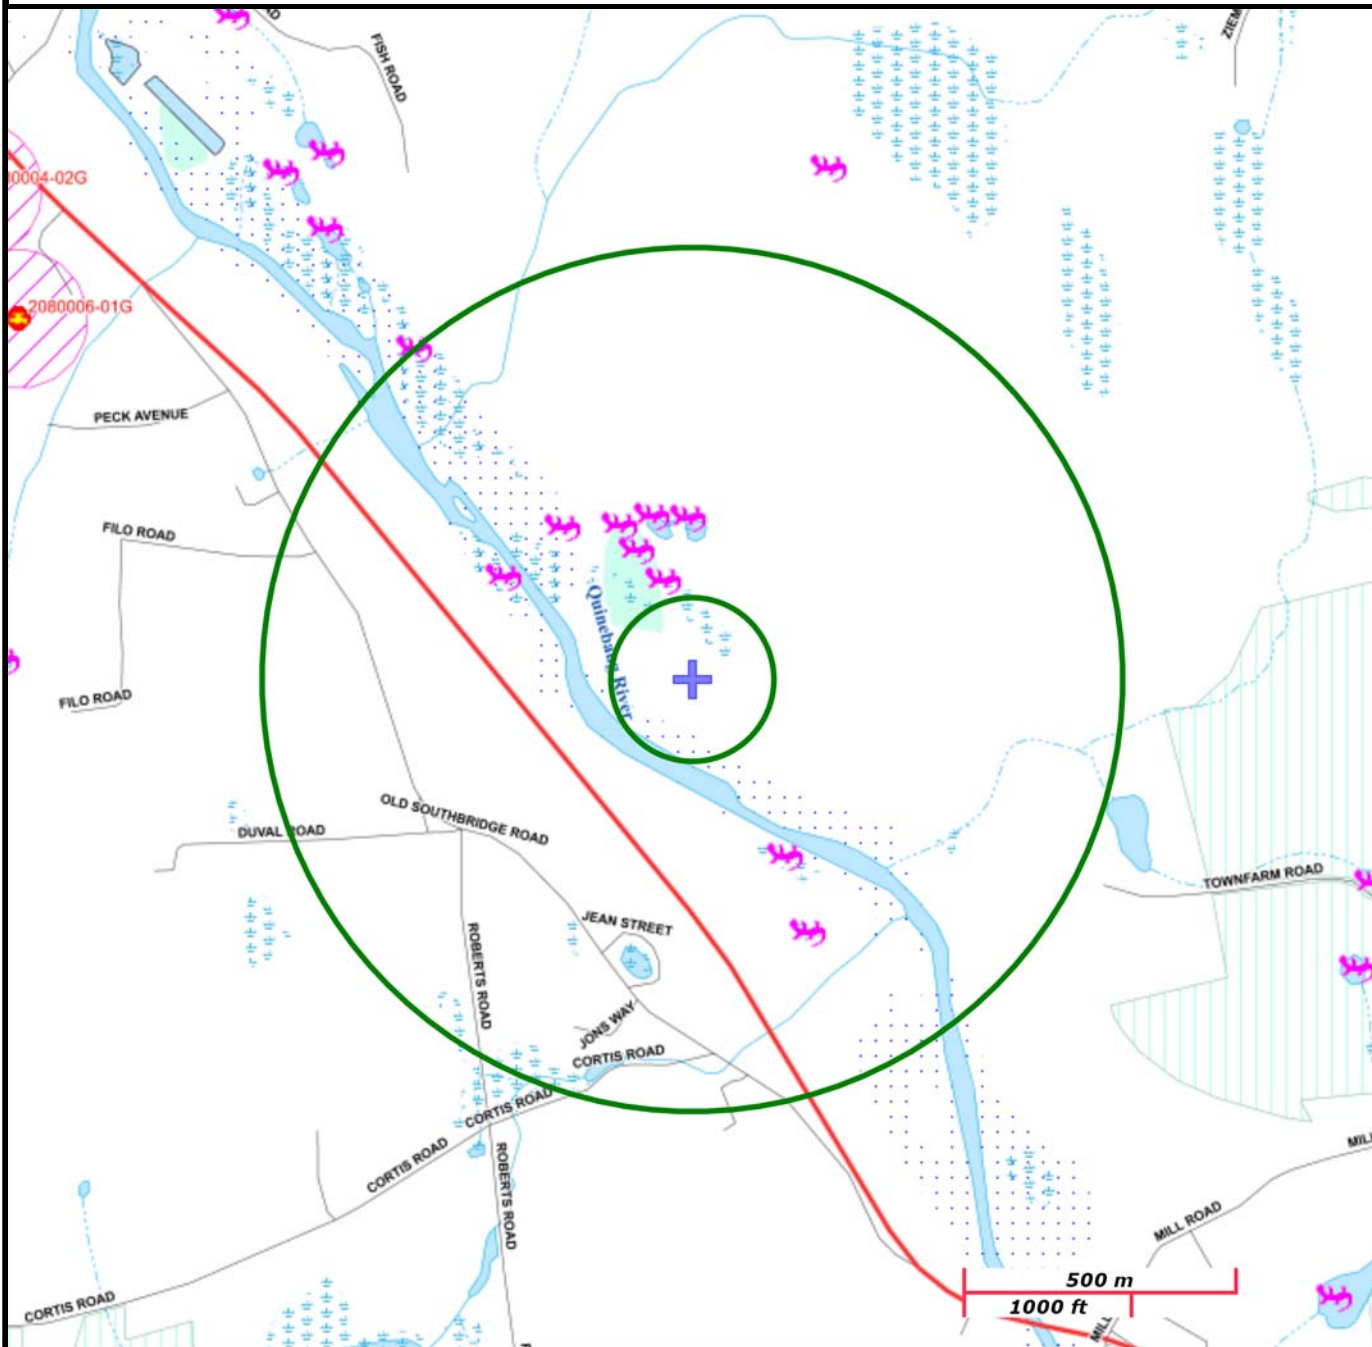 FISH ROAD
0004-02G
2080006-01G
PECK AVENUE
FILO ROAD
FILO ROAD
Quinebaug River
OLD SOUTHBRIDGE ROAD
DUVAL ROAD
TOWNFARM ROAD
JEAN STREET
ROBERTS ROAD
JONS WAY
CORTIS ROAD
CORTIS ROAD
CORTIS ROAD
ROBERTS ROAD
MILL ROAD
CORTIS ROAD
500 m
1000 ft
MILL